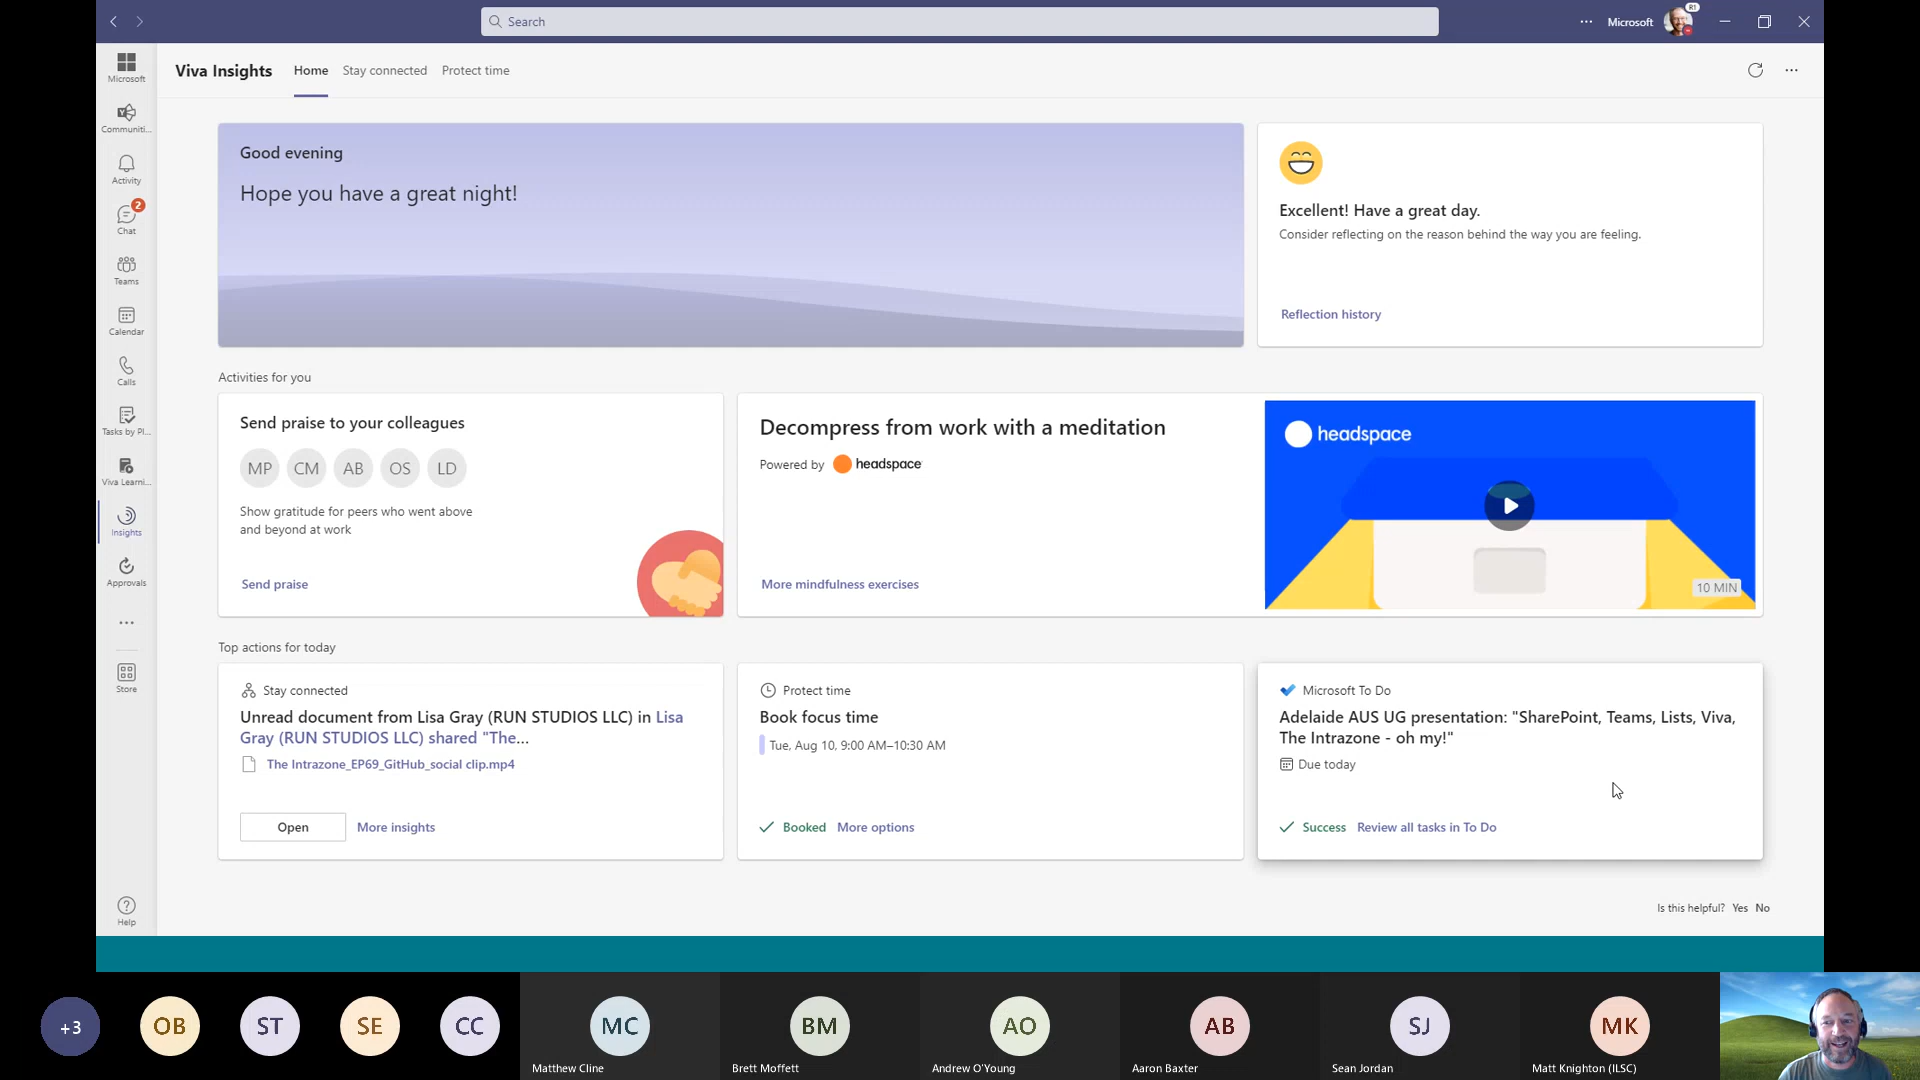 Search
Microsoft
R1
Microsoft
Communiti...
Activity
2
Chat
Teams
Calendar
Calls
Tasks by Pl...
Viva Learni...
Insights
Approvals
Store
Help
Viva Insights
Home
Stay connected
Protect time
Good evening
Hope you have a great night!
Excellent! Have a great day.
Consider reflecting on the reason behind the way you are feeling.
Reflection history
Activities for you
Send praise to your colleagues
MP CM AB OS LD
Show gratitude for peers who went above
and beyond at work
Send praise
Decompress from work with a meditation
Powered by headspace
More mindfulness exercises
headspace
10 MIN
Top actions for today
Stay connected
Unread document from Lisa Gray (RUN STUDIOS LLC) in Lisa
Gray (RUN STUDIOS LLC) shared "The...
The Intrazone_EP69_GitHub_social clip.mp4
Open
More insights
Protect time
Book focus time
Tue, Aug 10, 9:00 AM–10:30 AM
Booked
More options
Microsoft To Do
Adelaide AUS UG presentation: "SharePoint, Teams, Lists, Viva,
The Intrazone - oh my!"
Due today
Success
Review all tasks in To Do
Is this helpful? Yes No
+3
OB
ST
SE
CC
MC
Matthew Cline
BM
Brett Moffett
AO
Andrew O'Young
AB
Aaron Baxter
SJ
Sean Jordan
MK
Matt Knighton (ILSC)